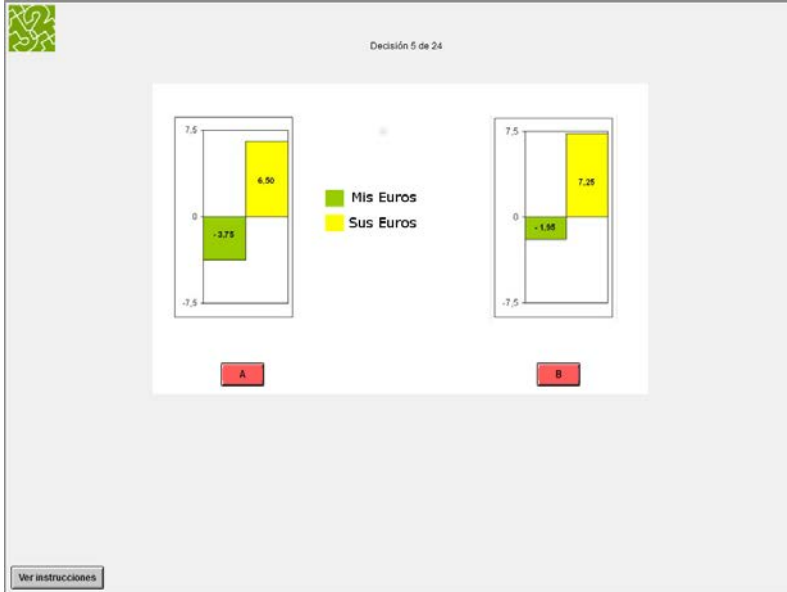 Decisión 5 de 24
7,5
6,50
0
- 3,75
-7,5
Mis Euros
Sus Euros
7,5
7,25
0
- 1,95
-7,5
A
B
Ver instrucciones